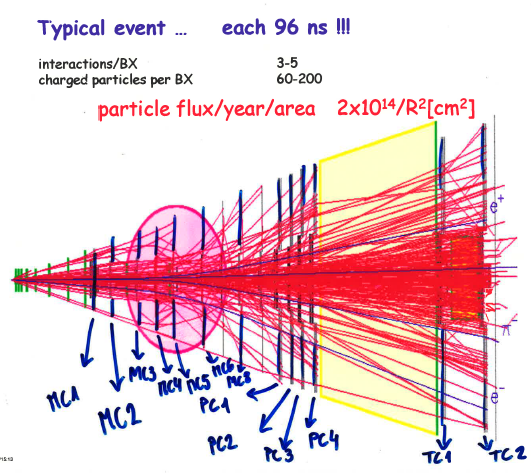 Typical event … each 96 ns !!!
interactions/BX 3-5
charged particles per BX 60-200
particle flux/year/area 2x10¹⁴/R²[cm²]
e⁺
π⁻
e⁻
MC1
MC2
MC3
MC4
MC5
MC6
MC8
PC1
PC2
PC3
PC4
TC1
TC2